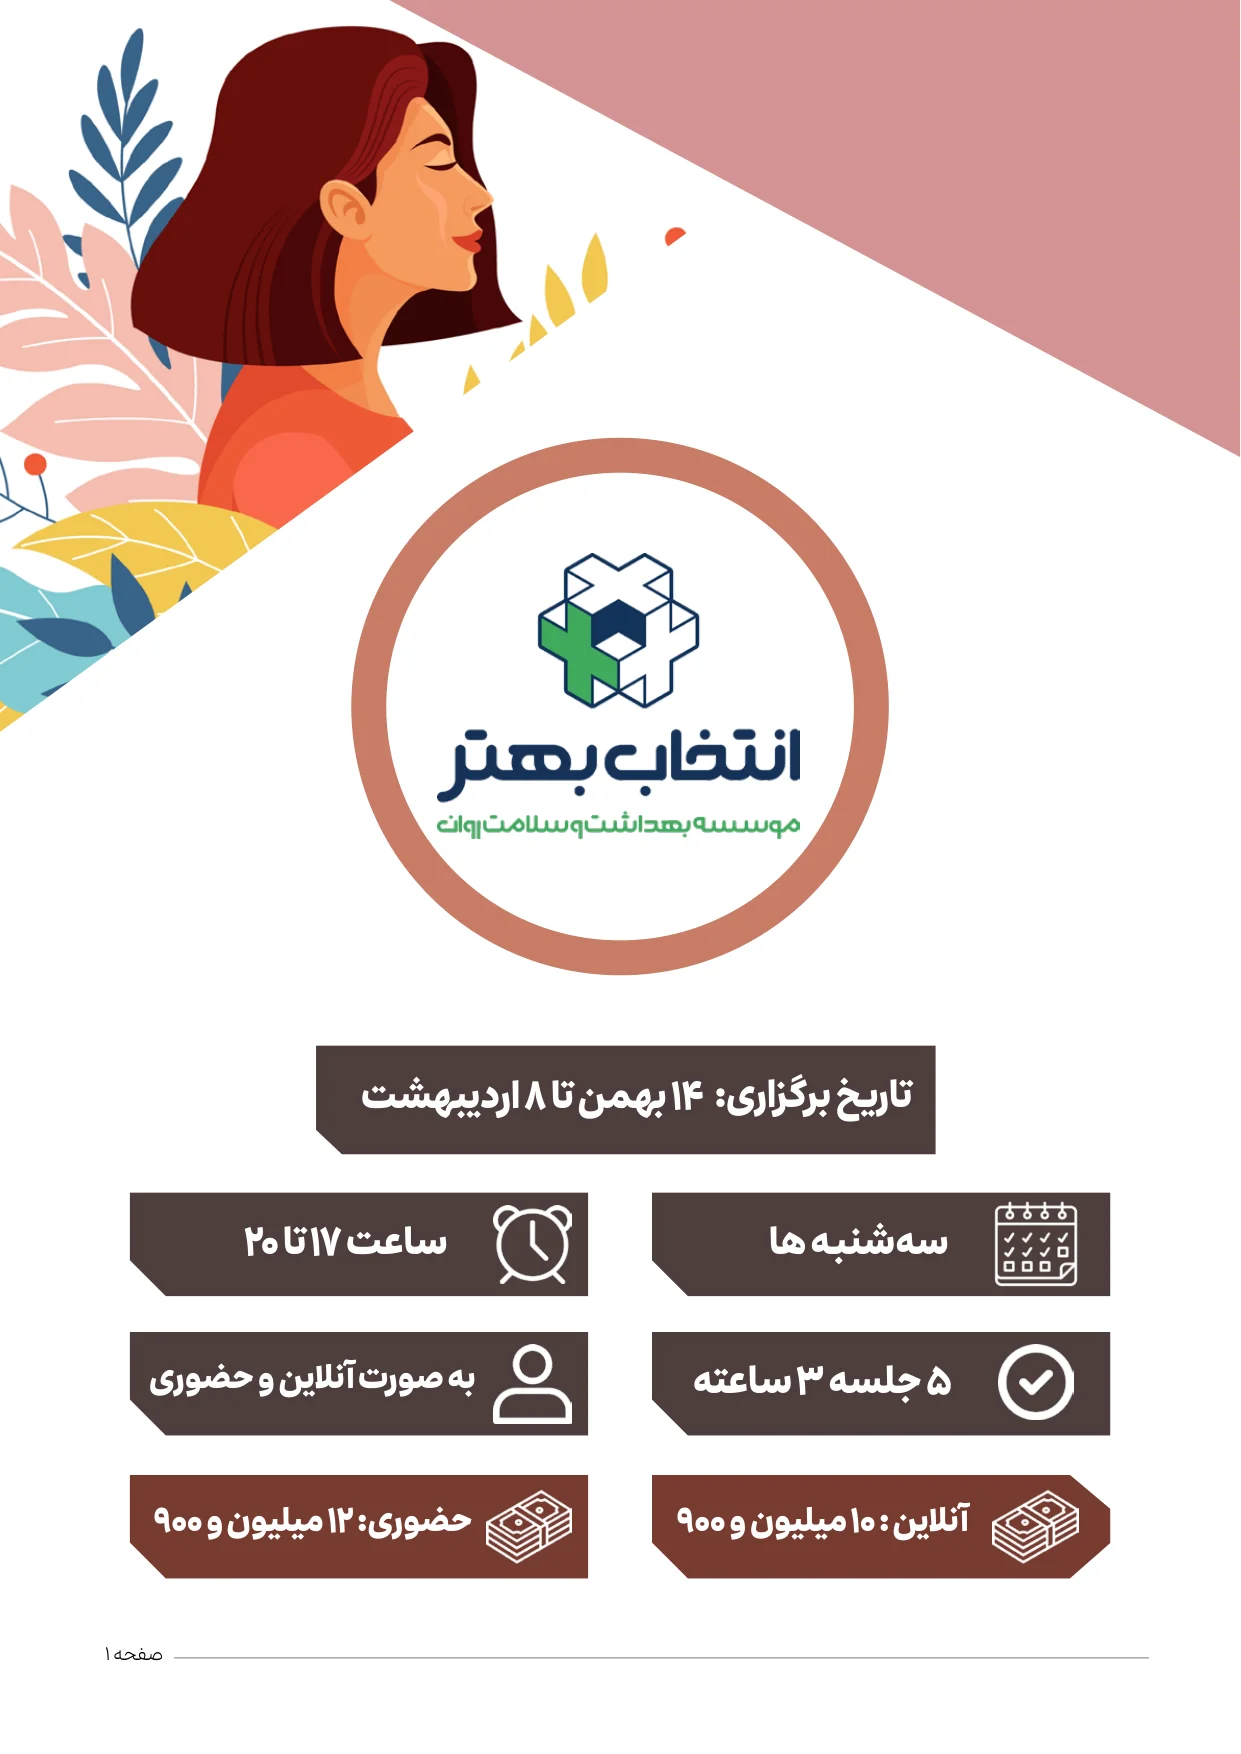 انتخاب بهتر
موسسه بهداشت و سلامت روان
تاریخ برگزاری: ۱۴ بهمن تا ۸ اردیبهشت
سه‌شنبه ها
ساعت ۱۷ تا ۲۰
۵ جلسه ۳ ساعته
به صورت آنلاین و حضوری
آنلاین : ۱۰ میلیون و ۹۰۰
حضوری: ۱۲ میلیون و ۹۰۰
صفحه ۱